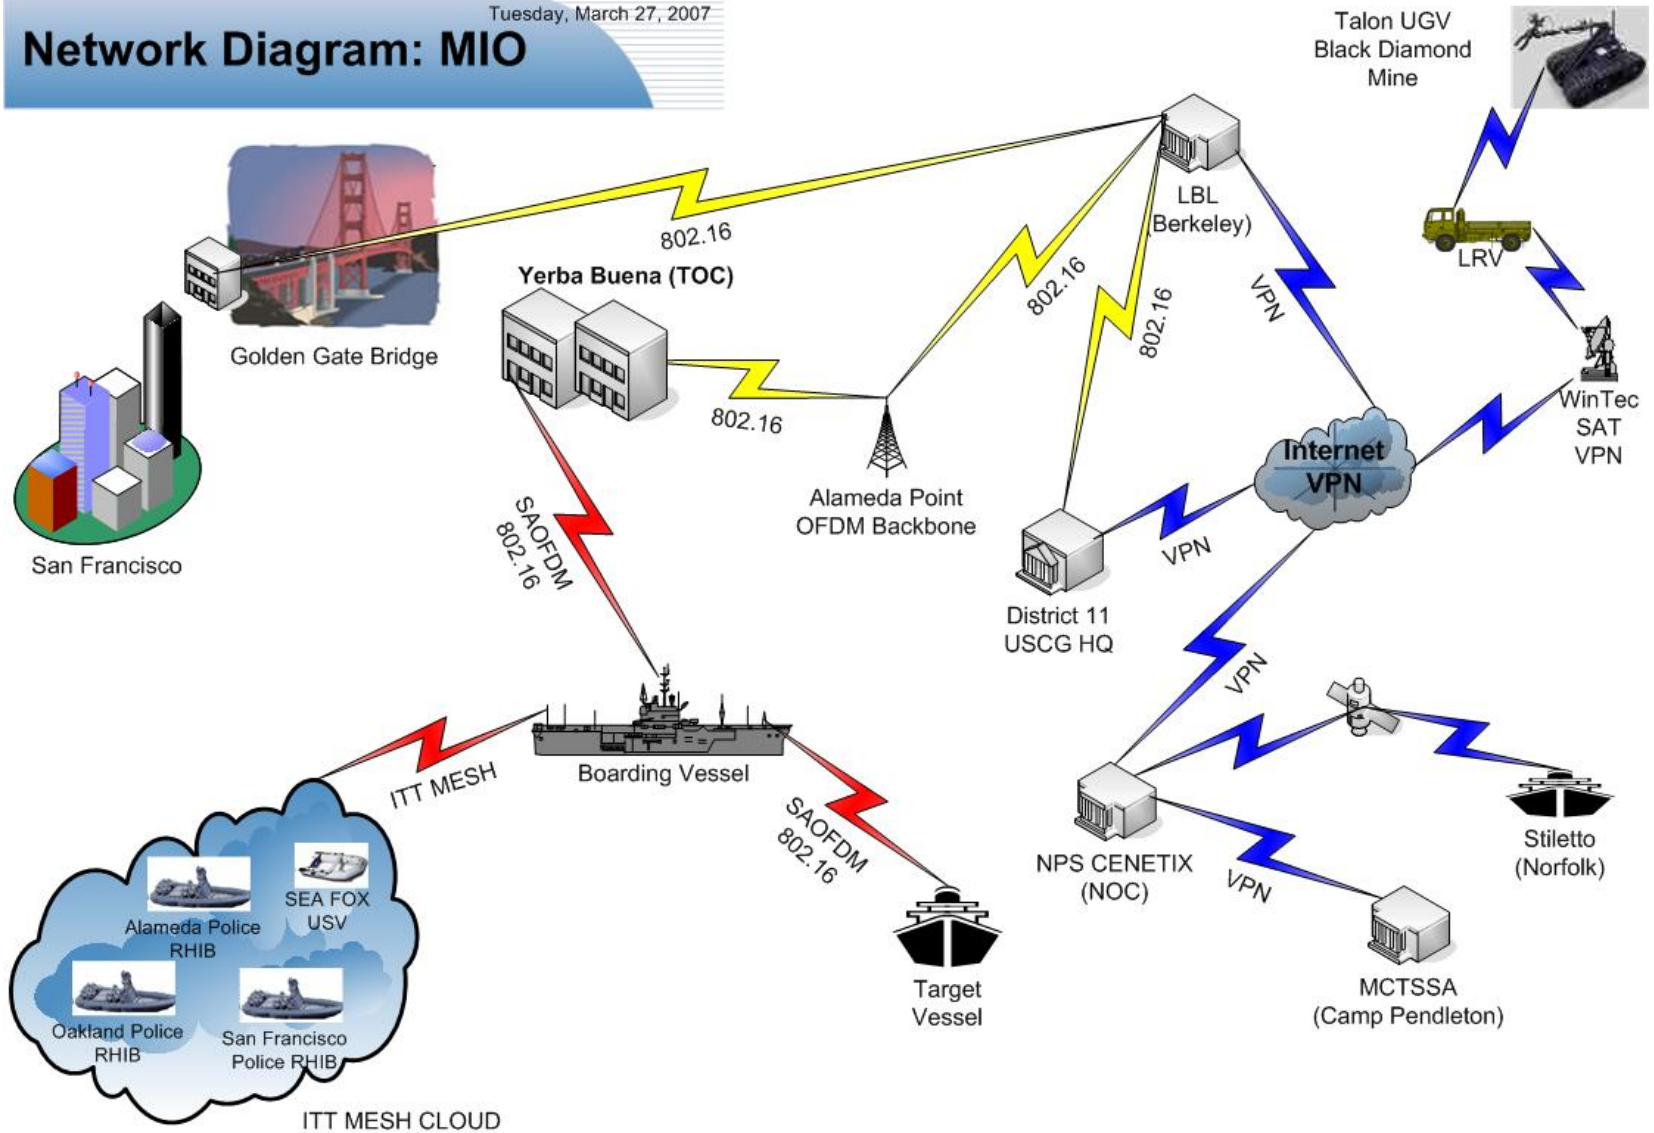 Tuesday, March 27, 2007
Network Diagram: MIO
Talon UGV
Black Diamond
Mine
LBL
(Berkeley)
LRV
802.16
Yerba Buena (TOC)
802.16
802.16
VPN
Golden Gate Bridge
802.16
WinTec
SAT
VPN
Internet
VPN
Alameda Point
OFDM Backbone
San Francisco
SAOFDM
802.16
VPN
District 11
USCG HQ
VPN
Boarding Vessel
ITT MESH
SAOFDM
802.16
Stiletto
(Norfolk)
NPS CENETIX
(NOC)
VPN
SEA FOX
USV
Alameda Police
RHIB
Target
Vessel
MCTSSA
(Camp Pendleton)
Oakland Police
RHIB
San Francisco
Police RHIB
ITT MESH CLOUD